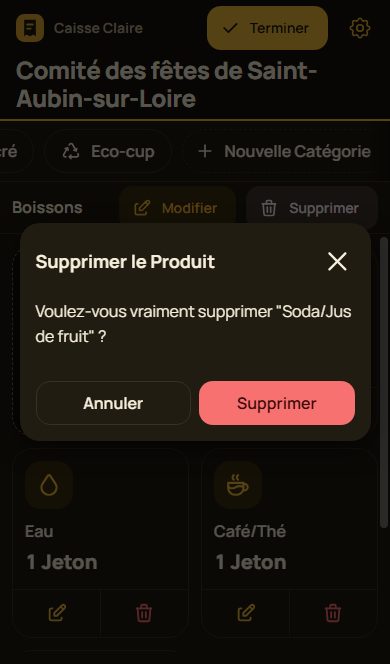 Caisse Claire
Terminer
Comité des fêtes de Saint-
Aubin-sur-Loire
cré
Eco-cup
Nouvelle Catégorie
Boissons
Modifier
Supprimer
Supprimer le Produit
Voulez-vous vraiment supprimer "Soda/Jus
de fruit" ?
Annuler
Supprimer
Eau
Café/Thé
1 Jeton
1 Jeton